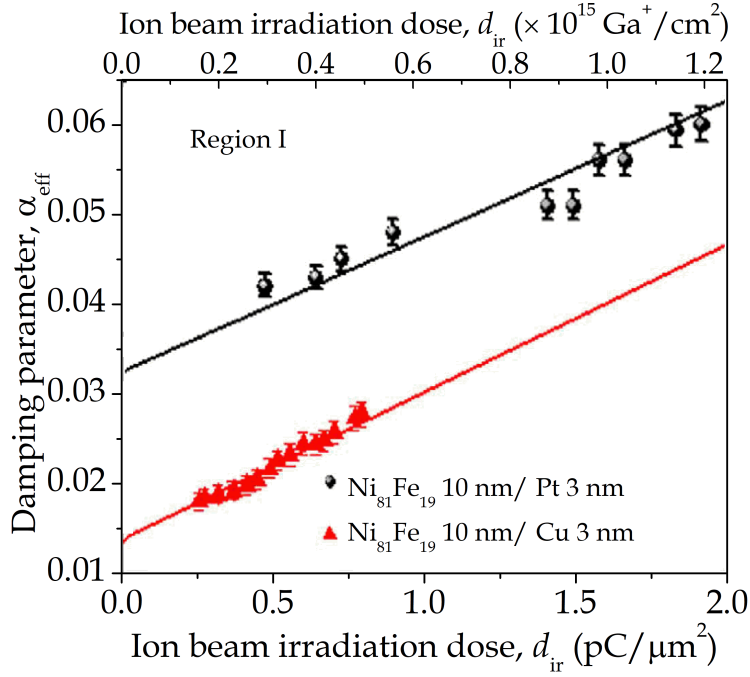 Ion beam irradiation dose, d_ir (× 10^15 Ga^+/cm^2)
0.0 0.2 0.4 0.6 0.8 1.0 1.2
Region I
Damping parameter, α_eff
0.06
0.05
0.04
0.03
0.02
0.01
Ni_81Fe_19 10 nm/ Pt 3 nm
Ni_81Fe_19 10 nm/ Cu 3 nm
0.0 0.5 1.0 1.5 2.0
Ion beam irradiation dose, d_ir (pC/μm^2)